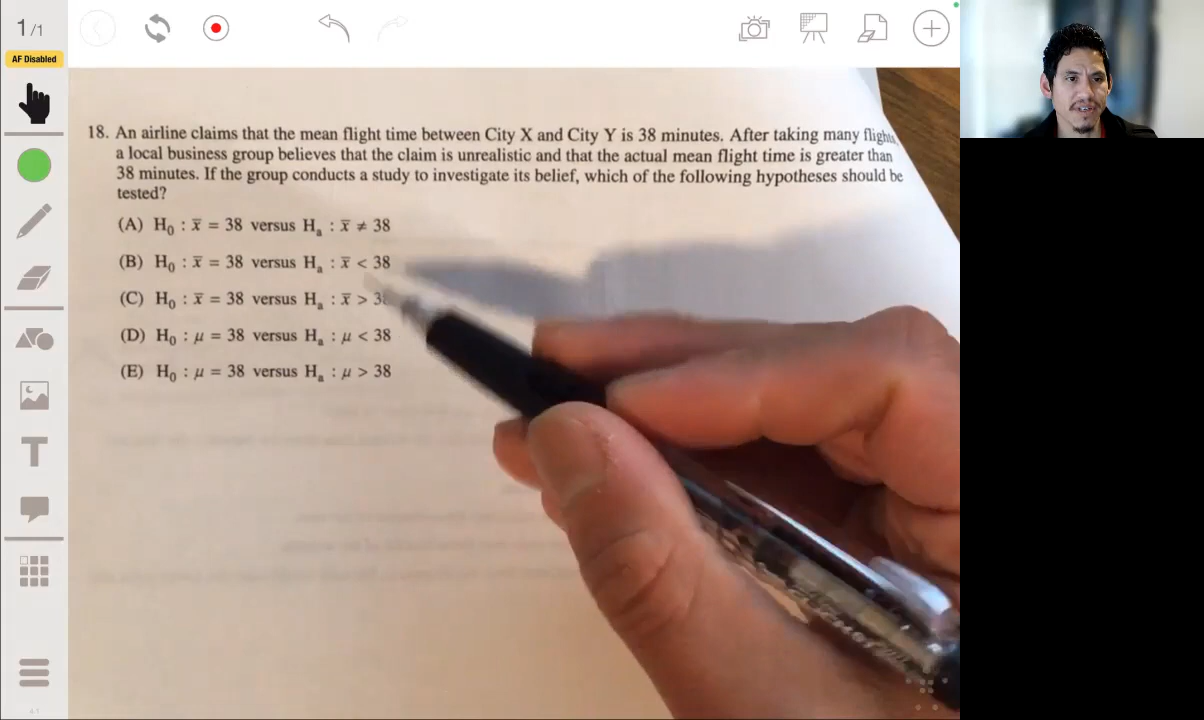 1/1
AF Disabled
18. An airline claims that the mean flight time between City X and City Y is 38 minutes. After taking many flights,
a local business group believes that the claim is unrealistic and that the actual mean flight time is greater than
38 minutes. If the group conducts a study to investigate its belief, which of the following hypotheses should be
tested?
(A) H₀ : x̄ = 38 versus Hₐ : x̄ ≠ 38
(B) H₀ : x̄ = 38 versus Hₐ : x̄ < 38
(C) H₀ : x̄ = 38 versus Hₐ : x̄ > 38
(D) H₀ : μ = 38 versus Hₐ : μ < 38
(E) H₀ : μ = 38 versus Hₐ : μ > 38
T